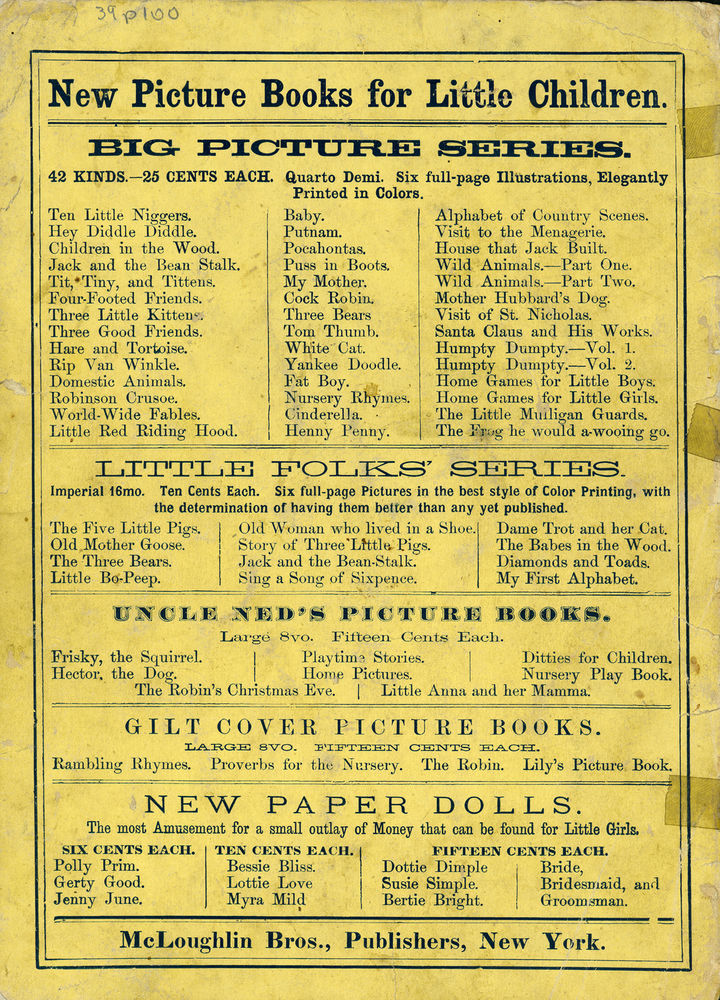 39p100
New Picture Books for Little Children.
BIG PICTURE SERIES.
42 KINDS.—25 CENTS EACH. Quarto Demi. Six full-page Illustrations, Elegantly
Printed in Colors.
Ten Little Niggers. Baby. Alphabet of Country Scenes.
Hey Diddle Diddle. Putnam. Visit to the Menagerie.
Children in the Wood. Pocahontas. House that Jack Built.
Jack and the Bean Stalk. Puss in Boots. Wild Animals.—Part One.
Tit, Tiny, and Tittens. My Mother. Wild Animals.—Part Two.
Four-Footed Friends. Cock Robin. Mother Hubbard's Dog.
Three Little Kittens. Three Bears Visit of St. Nicholas.
Three Good Friends. Tom Thumb. Santa Claus and His Works.
Hare and Tortoise. White Cat. Humpty Dumpty.—Vol. 1.
Rip Van Winkle. Yankee Doodle. Humpty Dumpty.—Vol. 2.
Domestic Animals. Fat Boy. Home Games for Little Boys.
Robinson Crusoe. Nursery Rhymes. Home Games for Little Girls.
World-Wide Fables. Cinderella. The Little Mulligan Guards.
Little Red Riding Hood. Henny Penny. The Frog he would a-wooing go.
LITTLE FOLKS' SERIES.
Imperial 16mo. Ten Cents Each. Six full-page Pictures in the best style of Color Printing, with
the determination of having them better than any yet published.
The Five Little Pigs. Old Woman who lived in a Shoe. Dame Trot and her Cat.
Old Mother Goose. Story of Three Little Pigs. The Babes in the Wood.
The Three Bears. Jack and the Bean-Stalk. Diamonds and Toads.
Little Bo-Peep. Sing a Song of Sixpence. My First Alphabet.
UNCLE NED'S PICTURE BOOKS.
Large 8vo. Fifteen Cents Each.
Frisky, the Squirrel. Playtime Stories. Ditties for Children.
Hector, the Dog. Home Pictures. Nursery Play Book.
The Robin's Christmas Eve. Little Anna and her Mamma.
GILT COVER PICTURE BOOKS.
LARGE 8VO. FIFTEEN CENTS EACH.
Rambling Rhymes. Proverbs for the Nursery. The Robin. Lily's Picture Book.
NEW PAPER DOLLS.
The most Amusement for a small outlay of Money that can be found for Little Girls.
SIX CENTS EACH. TEN CENTS EACH. FIFTEEN CENTS EACH.
Polly Prim. Bessie Bliss. Dottie Dimple Bride,
Gerty Good. Lottie Love Susie Simple. Bridesmaid, and
Jenny June. Myra Mild Bertie Bright. Groomsman.
McLoughlin Bros., Publishers, New York.